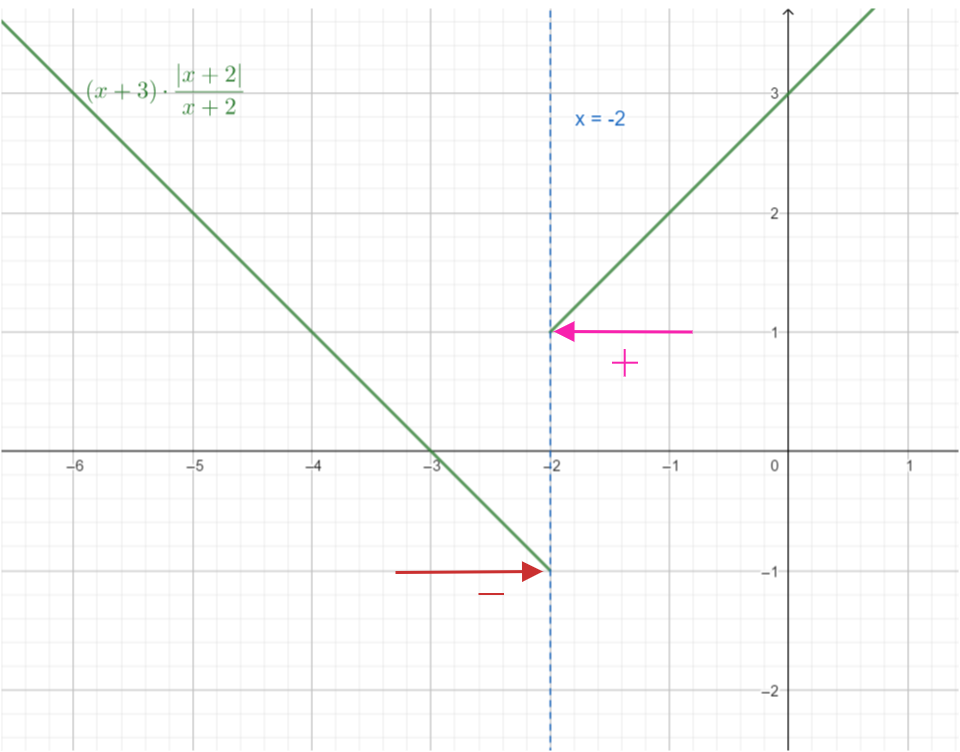 (x + 3) · |x + 2| / x + 2
x = -2
3
2
1
–6 –5 –4 –3 –2 –1 0 1
–1
–2
+
−